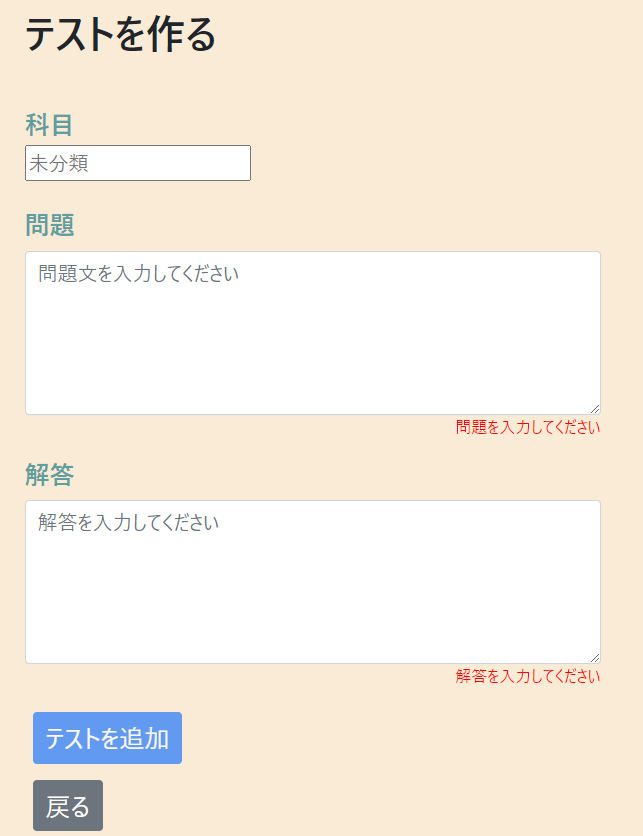 テストを作る
科目
未分類
問題
問題文を入力してください
問題を入力してください
解答
解答を入力してください
解答を入力してください
テストを追加
戻る